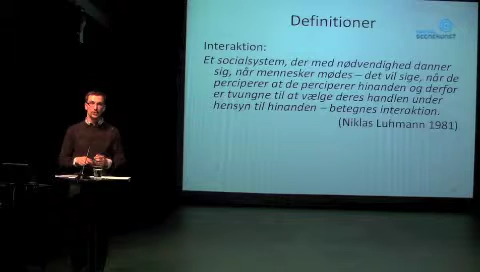 Definitioner
SCENEKUNST
Interaktion:
Et socialsystem, der med nødvendighed danner
sig, når mennesker mødes – det vil sige, når de
perciperer at de perciperer hinanden og derfor
er tvungne til at vælge deres handlen under
hensyn til hinanden – betegnes interaktion.
(Niklas Luhmann 1981)